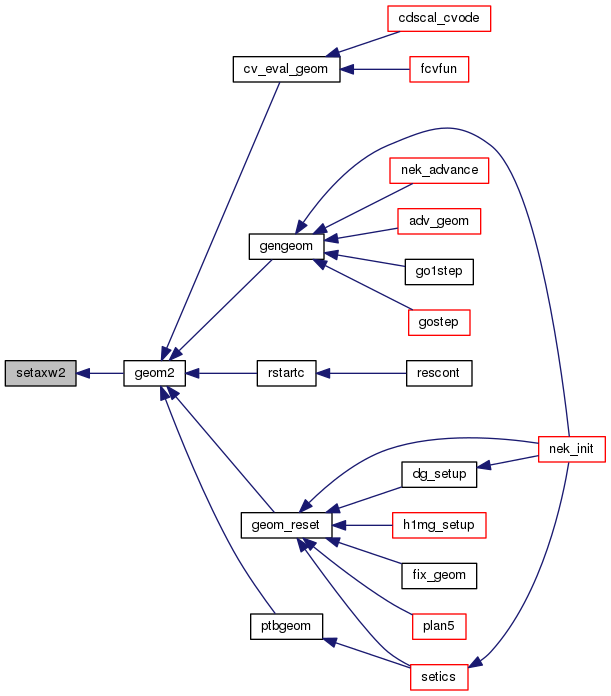 cdscal_cvode
cv_eval_geom
fcvfun
nek_advance
adv_geom
gengeom
go1step
gostep
setaxw2
geom2
rstartc
rescont
nek_init
dg_setup
geom_reset
h1mg_setup
fix_geom
ptbgeom
plan5
setics